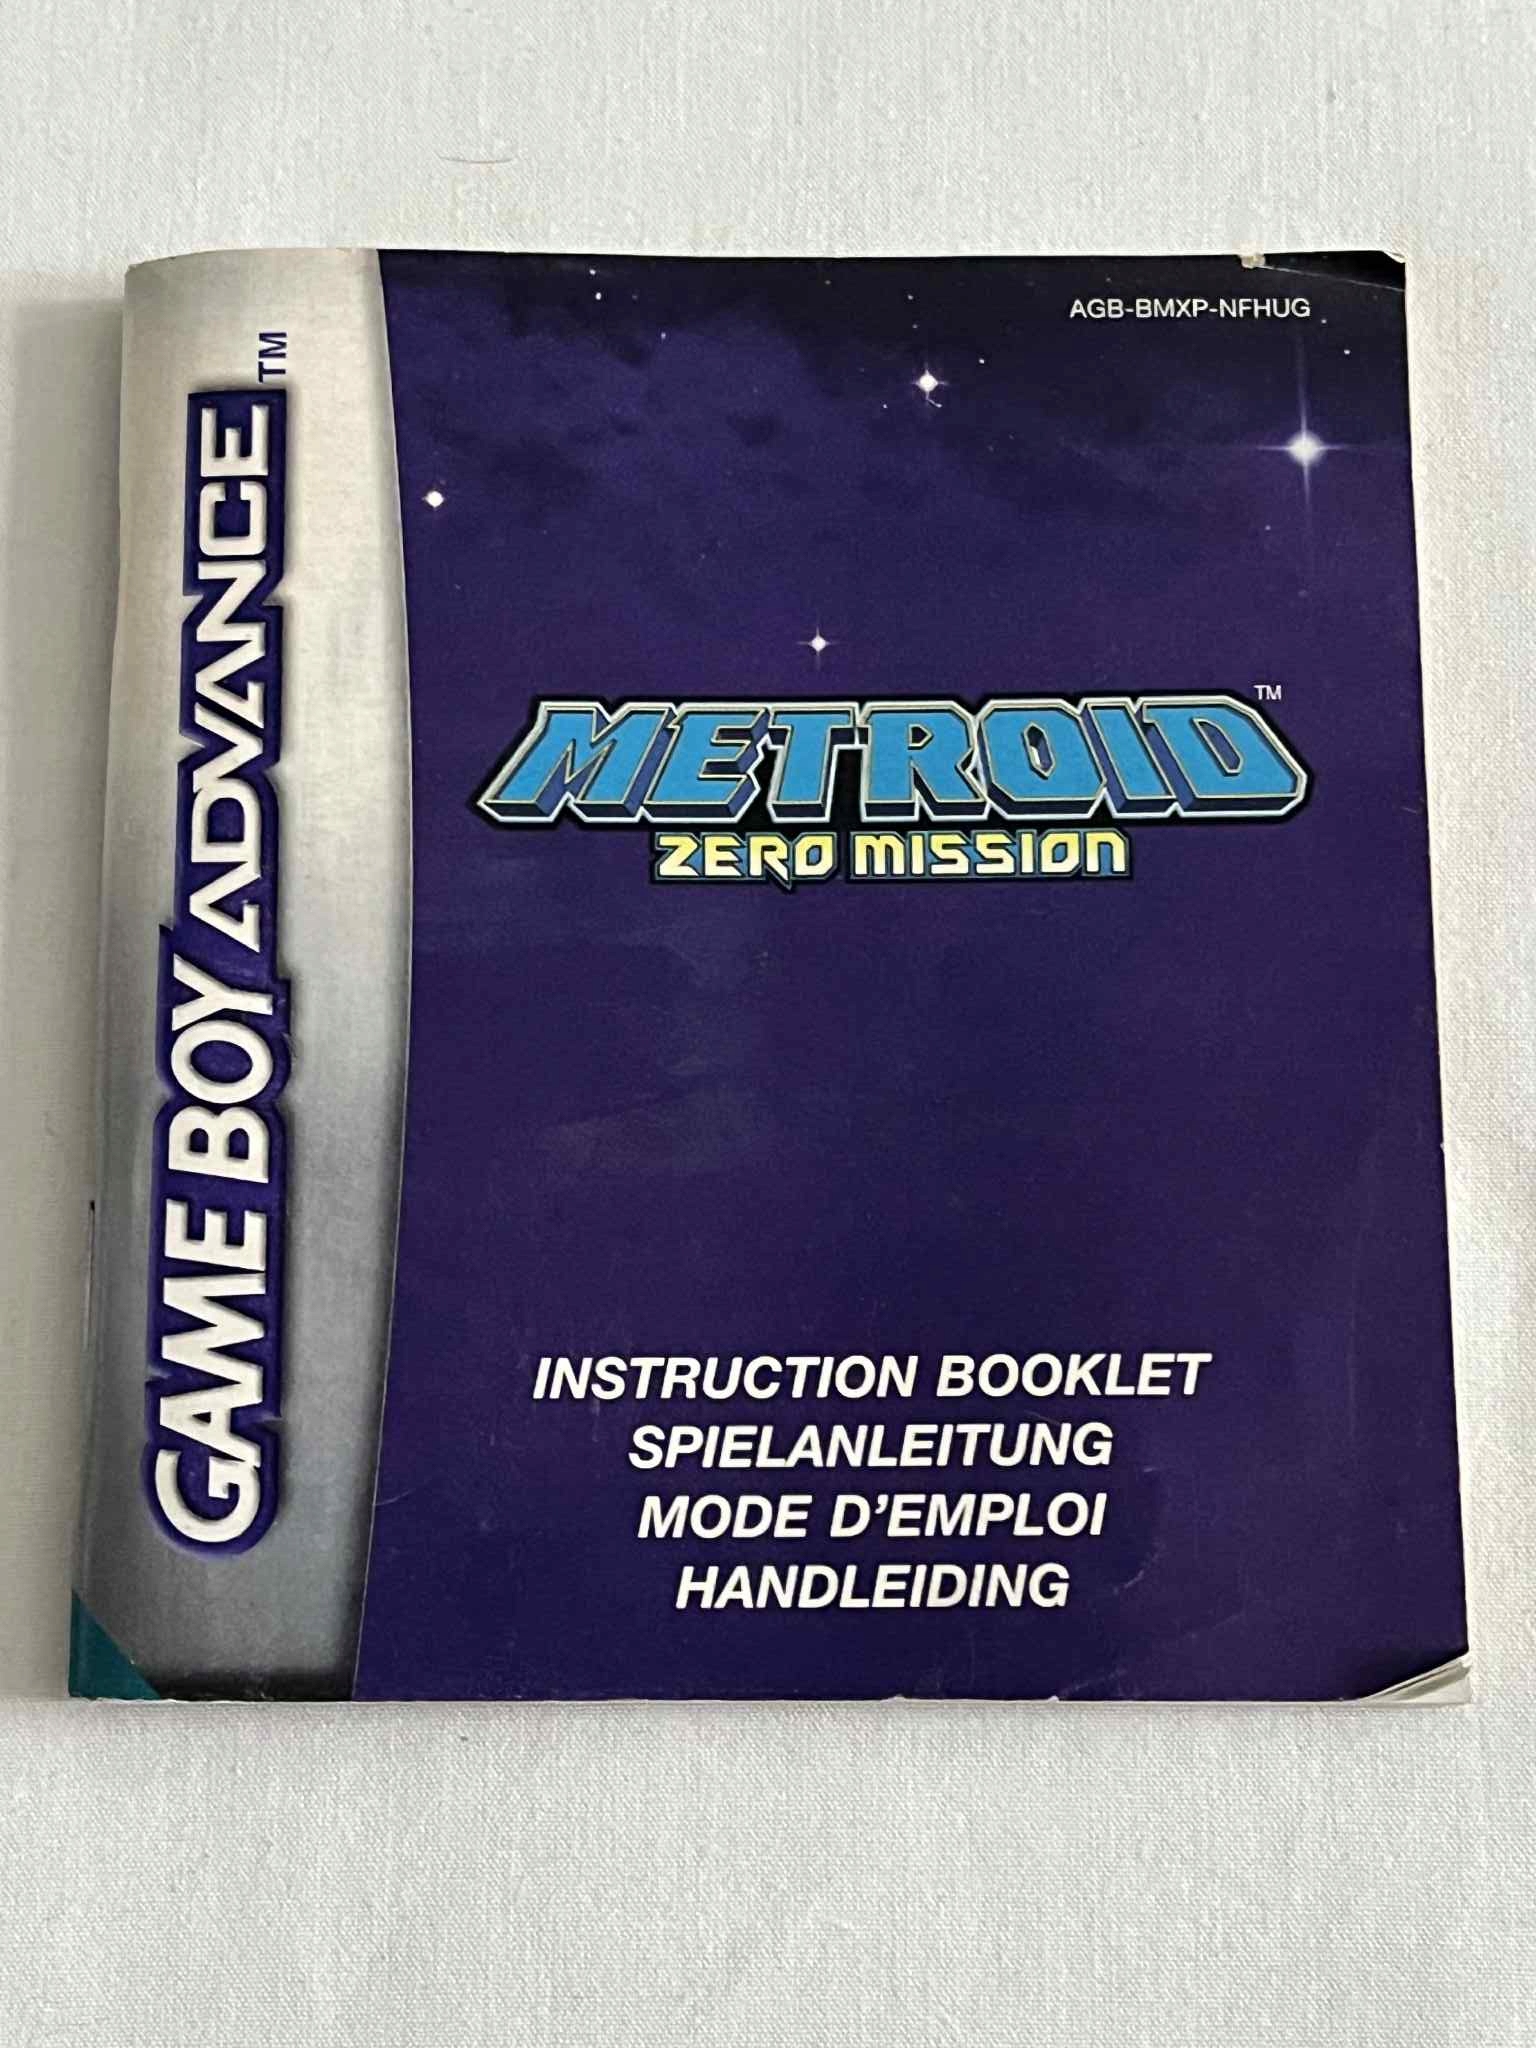 AGB-BMXP-NFHUG
GAME BOY ADVANCE™
METROID™
ZERO MISSION
INSTRUCTION BOOKLET
SPIELANLEITUNG
MODE D'EMPLOI
HANDLEIDING